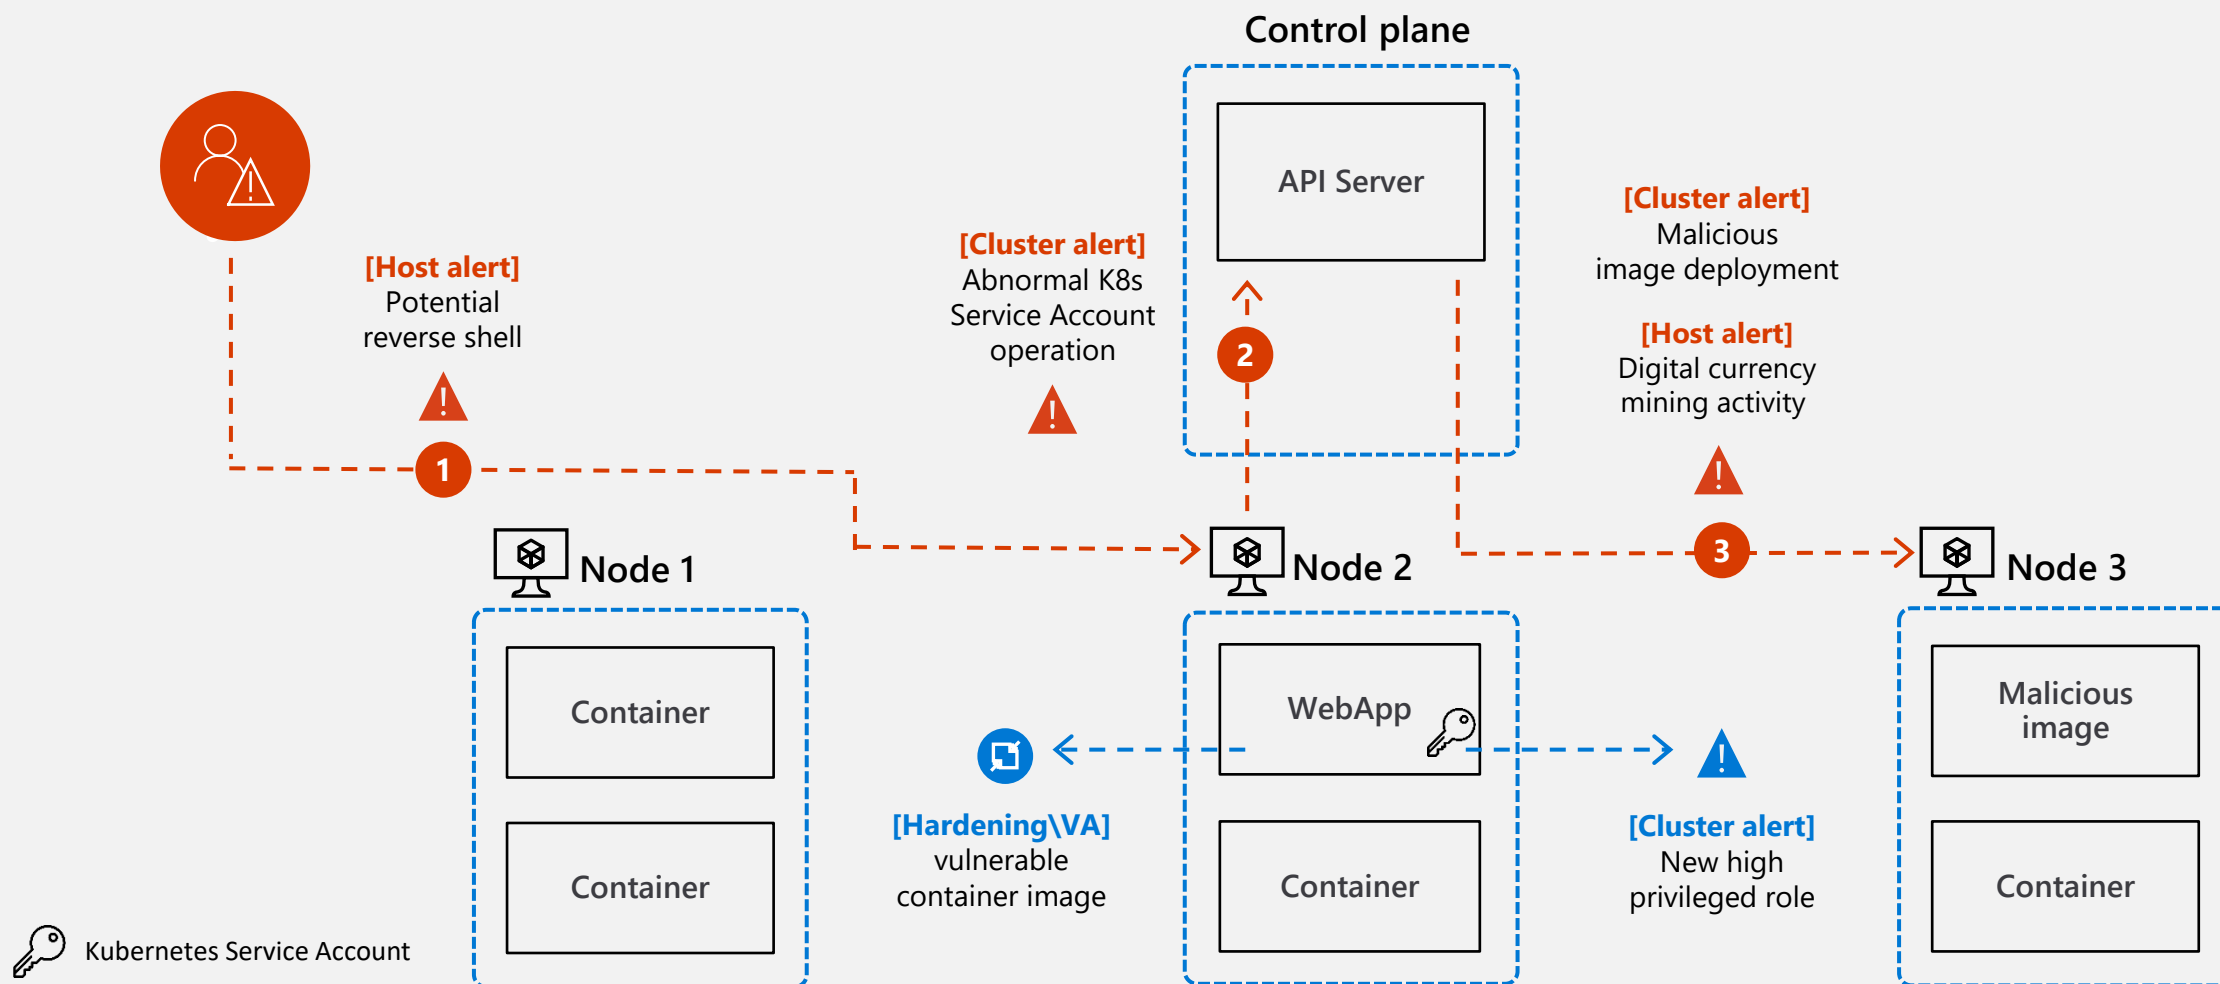 Control plane
API Server
[Host alert]
Potential
reverse shell
1
[Cluster alert]
Abnormal K8s
Service Account
operation
2
[Cluster alert]
Malicious
image deployment
[Host alert]
Digital currency
mining activity
3
Node 1
Container
Container
Node 2
WebApp
Container
[Hardening\VA]
vulnerable
container image
[Cluster alert]
New high
privileged role
Node 3
Malicious
image
Container
Kubernetes Service Account